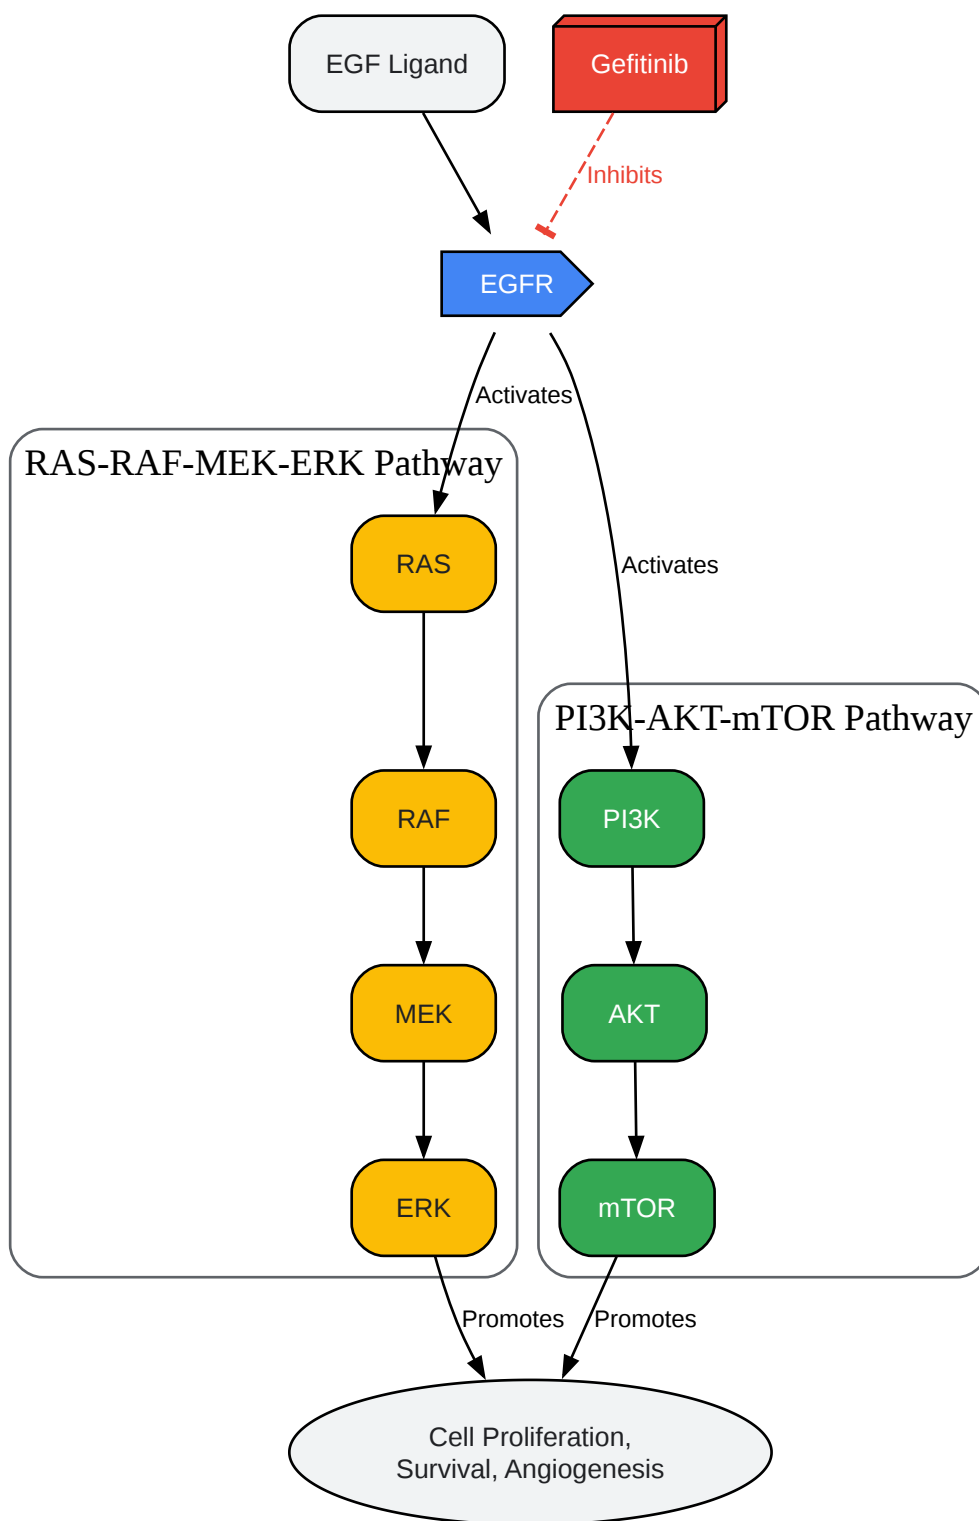 EGF Ligand
Gefitinib
Inhibits
EGFR
Activates
RAS-RAF-MEK-ERK Pathway
RAS
Activates
PI3K-AKT-mTOR Pathway
RAF
PI3K
MEK
AKT
ERK
mTOR
Promotes
Promotes
Cell Proliferation,
Survival, Angiogenesis